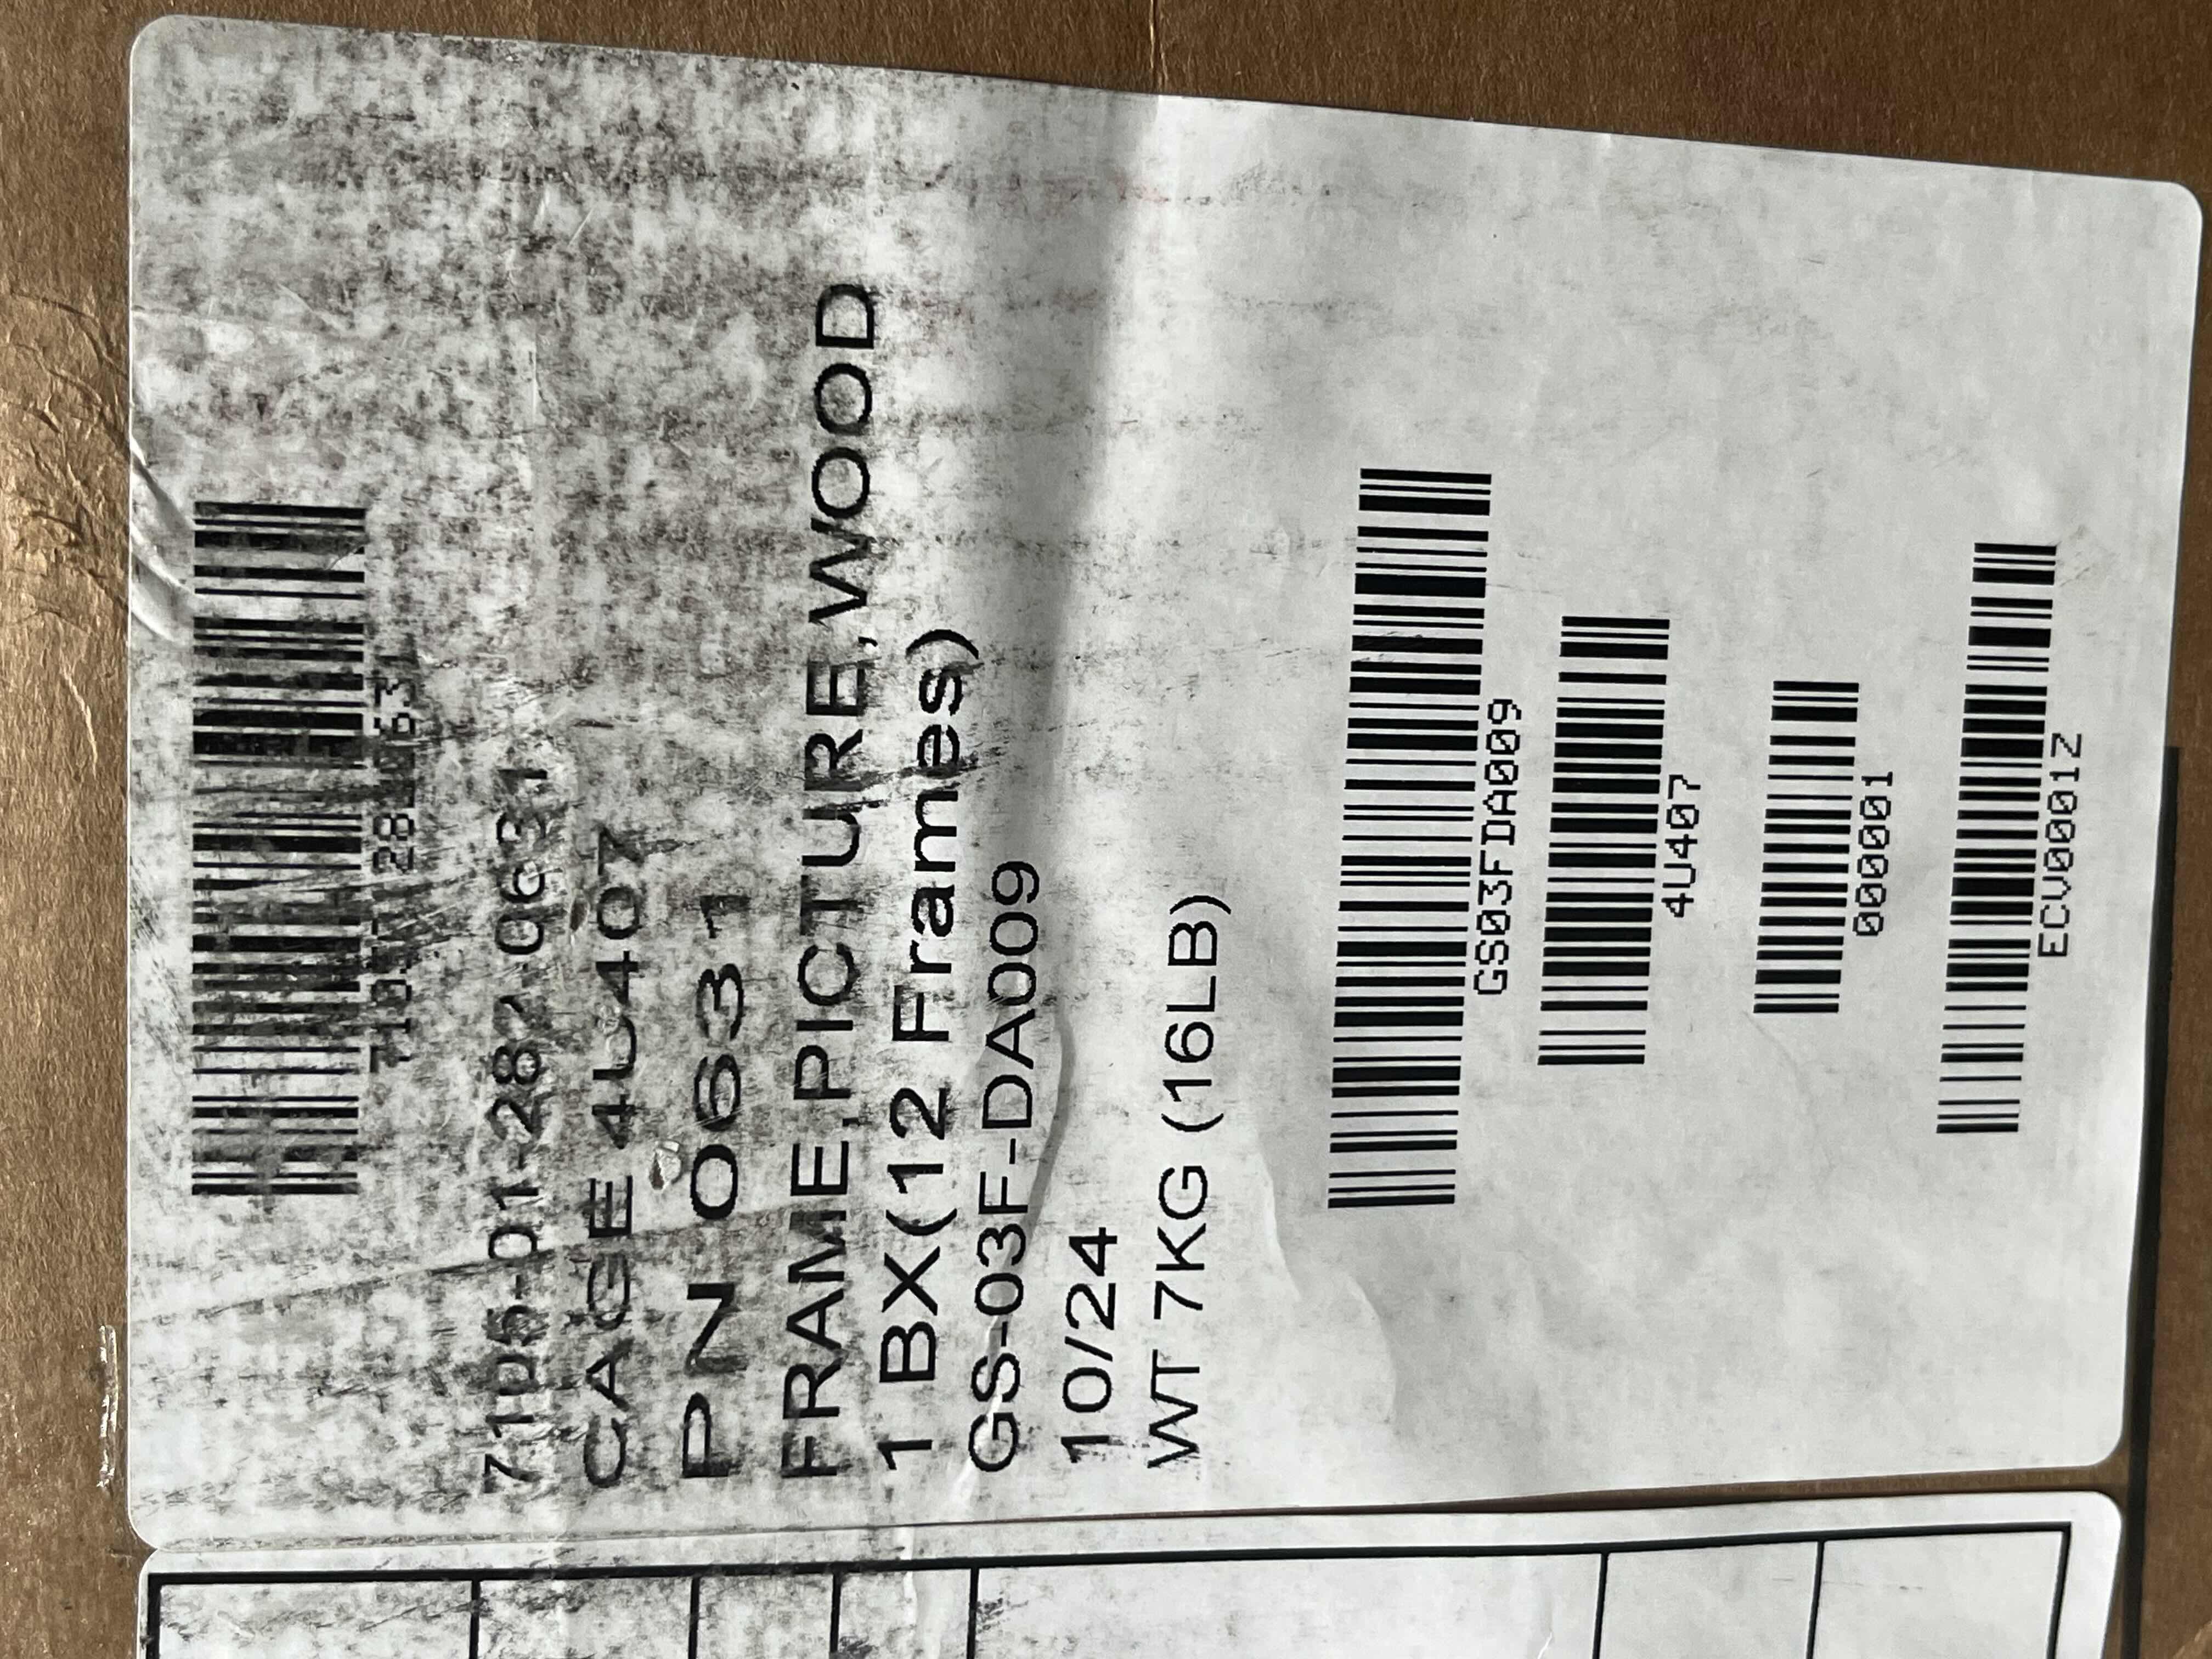 7105-01-282-0631
CAGE 4U407
PN 0631
FRAME,PICTURE,WOOD
1 BX(12 Frames)
GS-03F-DA009
10/24
WT 7KG (16LB)
GS03FDA009
4U407
000001
ECV0001Z